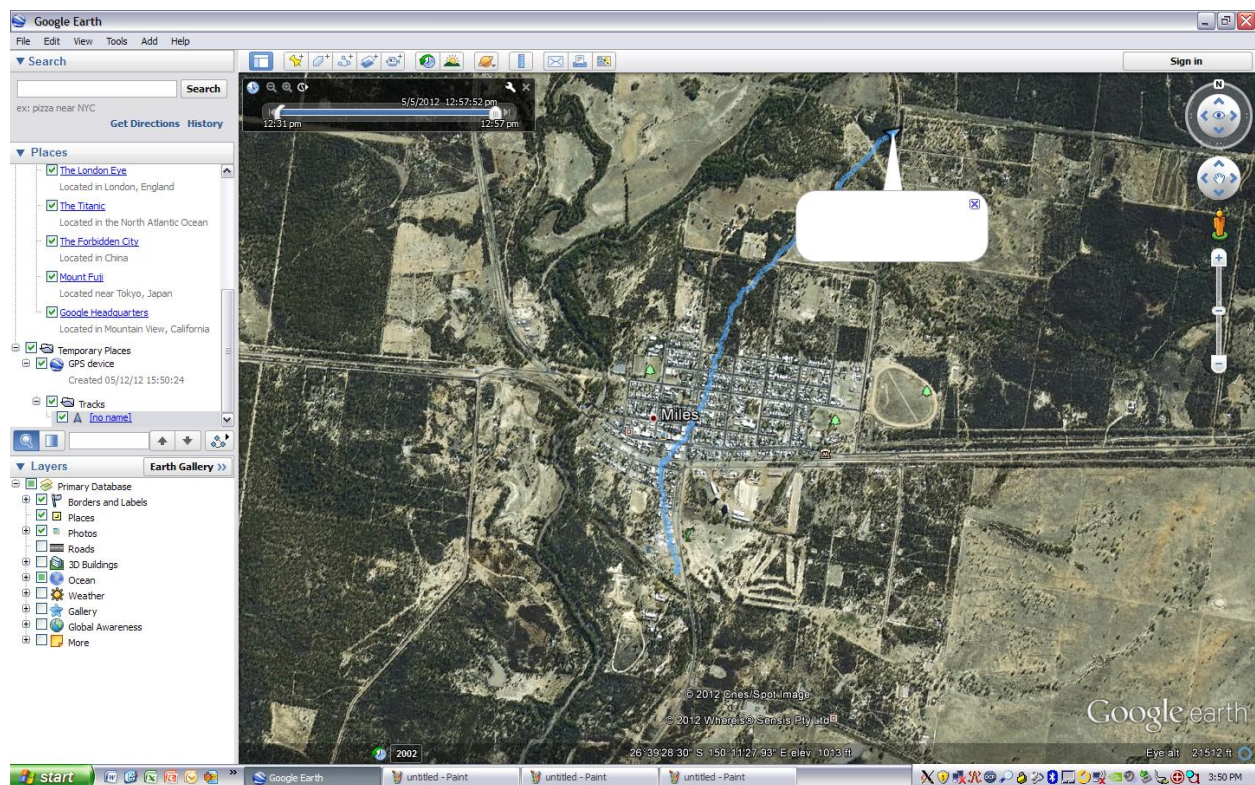 Google Earth
File Edit View Tools Add Help
Search
Search
ex: pizza near NYC
Get Directions History
Places
The London Eye
Located in London, England
The Titanic
Located in the North Atlantic Ocean
The Forbidden City
Located in China
Mount Fuji
Located near Tokyo, Japan
Google Headquarters
Located in Mountain View, California
Temporary Places
GPS device
Created 05/12/12 15:50:24
Tracks
[no name]
Layers
Earth Gallery >>
Primary Database
Borders and Labels
Places
Photos
Roads
3D Buildings
Ocean
Weather
Gallery
Global Awareness
More
Sign in
5/5/2012 12:57:52 pm
12:31 pm 12:57 pm
N
Miles
© 2012 Cnes/Spot Image
© 2012 Whereis® Sensis Pty Ltd
Google earth
2002
26°39'28.30" S 150°11'27.93" E elev 1013 ft
Eye alt 21512 ft
start
Google Earth
untitled - Paint
untitled - Paint
untitled - Paint
3:50 PM